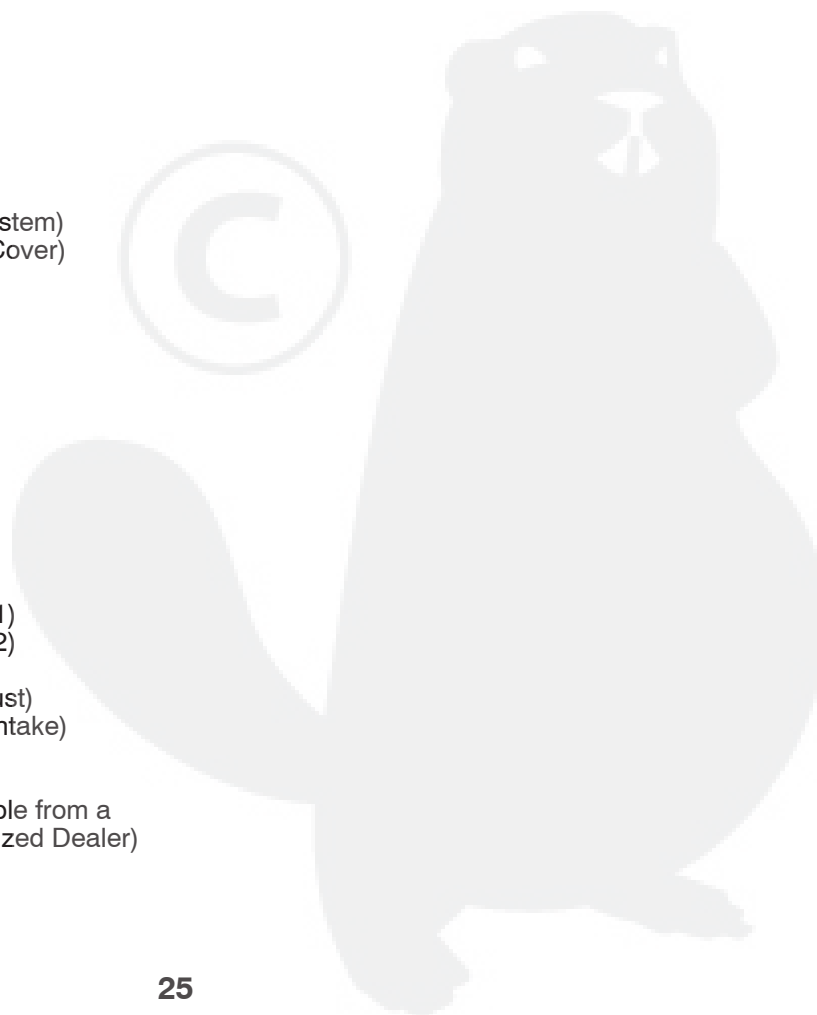 stem)
Cover)
©
1)
2)
ust)
ntake)
ble from a
zed Dealer)
25